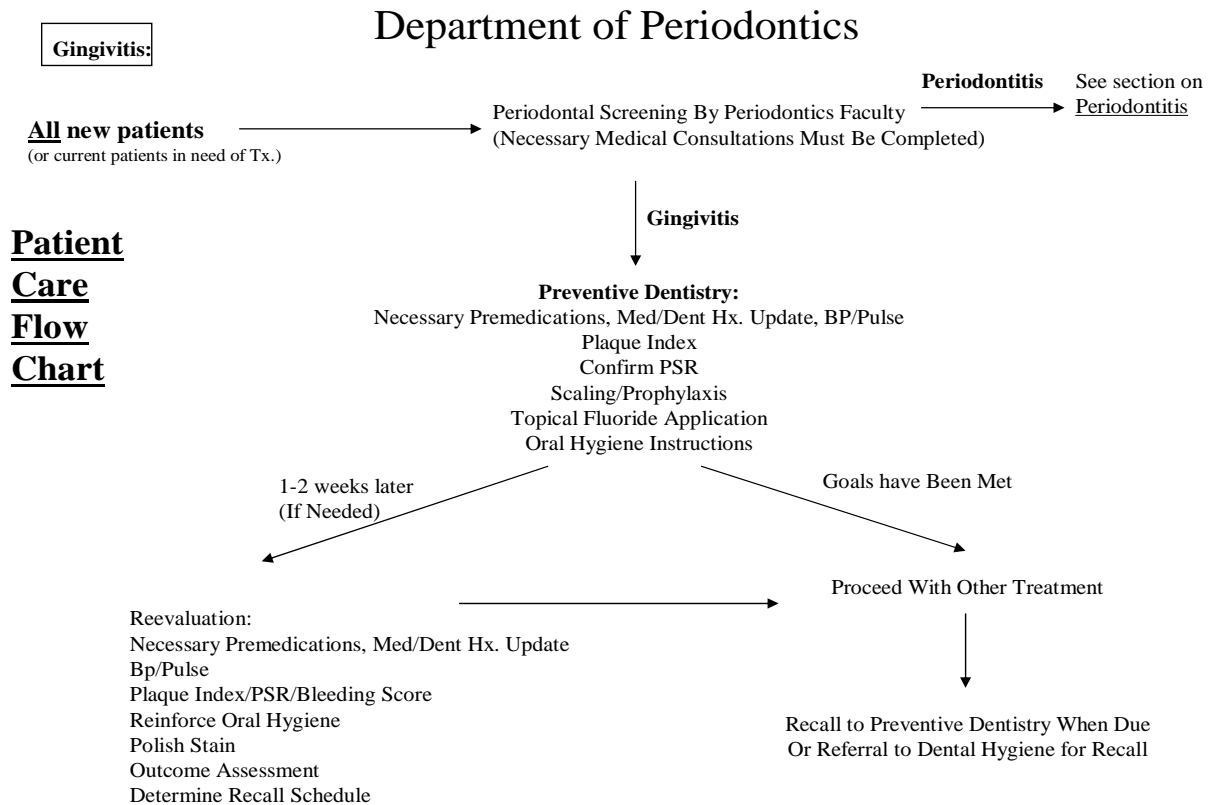 Department of Periodontics
Gingivitis:
Periodontitis
See section on
Periodontitis
All new patients
(or current patients in need of Tx.)
Periodontal Screening By Periodontics Faculty
(Necessary Medical Consultations Must Be Completed)
Gingivitis
Patient
Care
Flow
Chart
Preventive Dentistry:
Necessary Premedications, Med/Dent Hx. Update, BP/Pulse
Plaque Index
Confirm PSR
Scaling/Prophylaxis
Topical Fluoride Application
Oral Hygiene Instructions
1-2 weeks later
(If Needed)
Goals have Been Met
Reevaluation:
Necessary Premedications, Med/Dent Hx. Update
Bp/Pulse
Plaque Index/PSR/Bleeding Score
Reinforce Oral Hygiene
Polish Stain
Outcome Assessment
Determine Recall Schedule
Proceed With Other Treatment
Recall to Preventive Dentistry When Due
Or Referral to Dental Hygiene for Recall